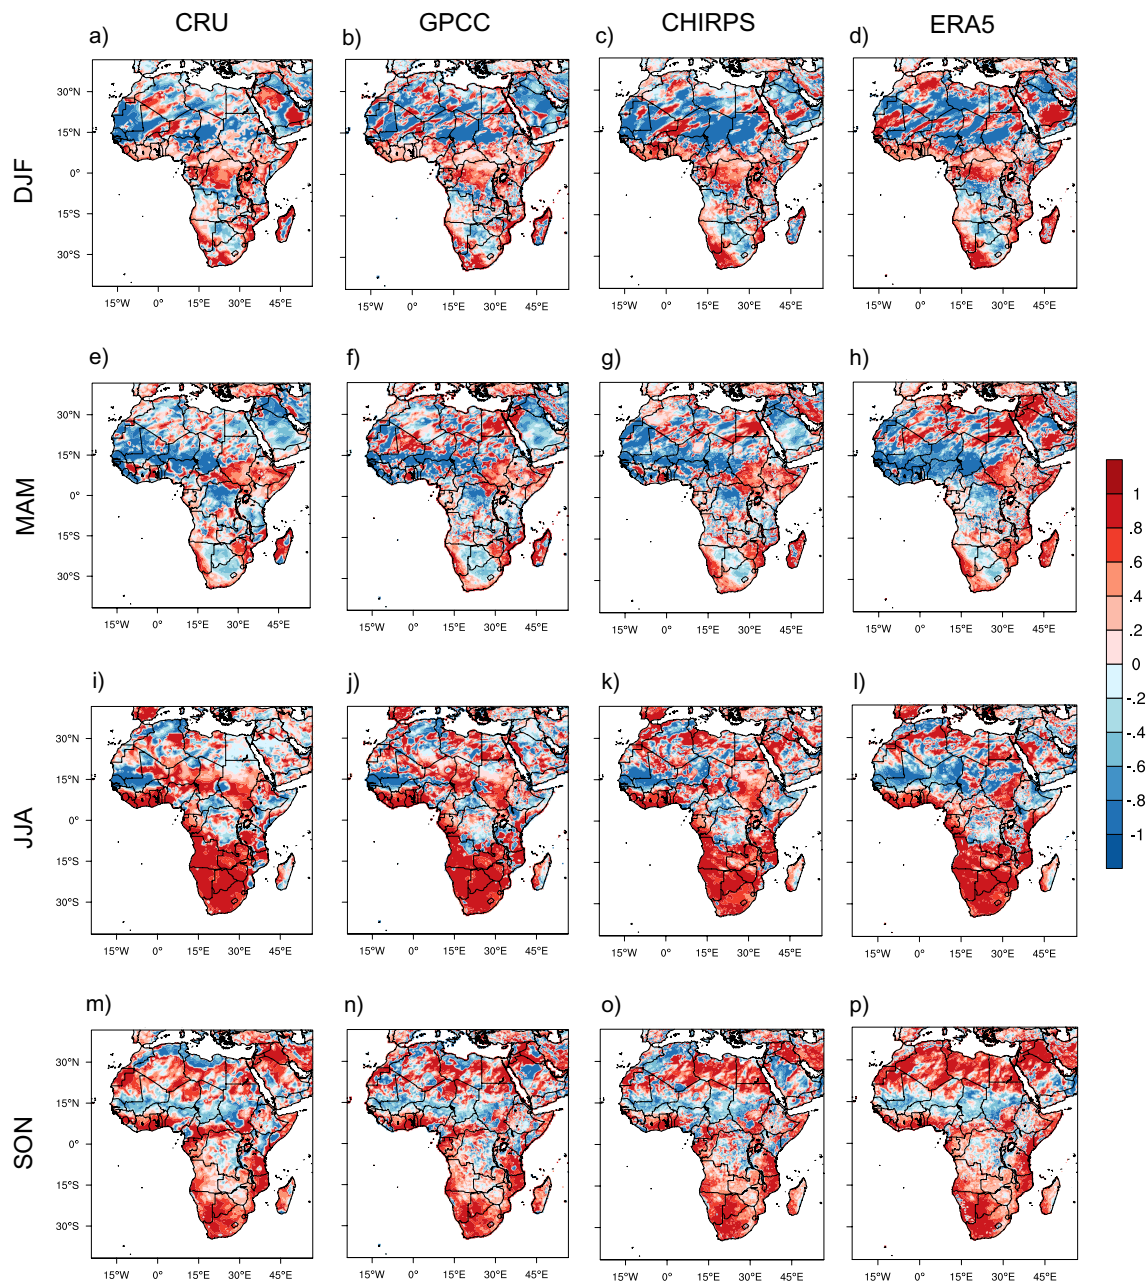 CRU GPCC CHIRPS ERA5
a) b) c) d)
30°N
15°N
0°
15°S
30°S
DJF
15°W 0° 15°E 30°E 45°E 15°W 0° 15°E 30°E 45°E 15°W 0° 15°E 30°E 45°E 15°W 0° 15°E 30°E 45°E
e) f) g) h)
30°N
15°N
0°
15°S
30°S
MAM
15°W 0° 15°E 30°E 45°E 15°W 0° 15°E 30°E 45°E 15°W 0° 15°E 30°E 45°E 15°W 0° 15°E 30°E 45°E
1
.8
.6
.4
.2
0
-.2
-.4
-.6
-.8
-1
i) j) k) l)
30°N
15°N
0°
15°S
30°S
JJA
15°W 0° 15°E 30°E 45°E 15°W 0° 15°E 30°E 45°E 15°W 0° 15°E 30°E 45°E 15°W 0° 15°E 30°E 45°E
m) n) o) p)
30°N
15°N
0°
15°S
30°S
SON
15°W 0° 15°E 30°E 45°E 15°W 0° 15°E 30°E 45°E 15°W 0° 15°E 30°E 45°E 15°W 0° 15°E 30°E 45°E